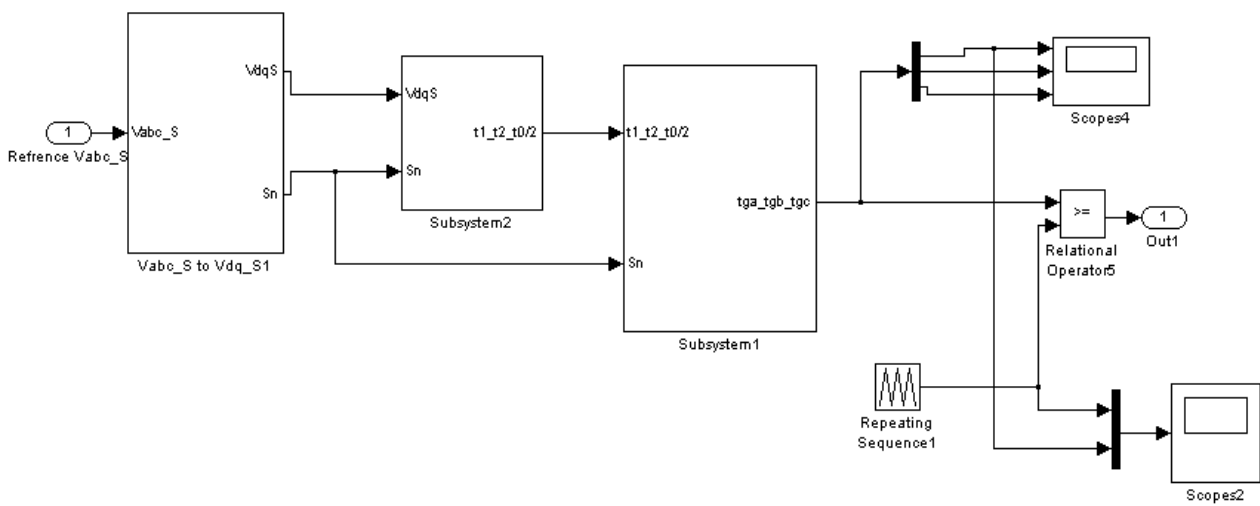 1
Refrence Vabc_S
Vabc_S
VdqS
Sn
Vabc_S to Vdq_S1
VdqS
t1_t2_t0/2
Sn
Subsystem2
t1_t2_t0/2
tga_tgb_tgc
Sn
Subsystem1
Scopes4
>=
Relational
Operator5
1
Out1
Repeating
Sequence1
Scopes2